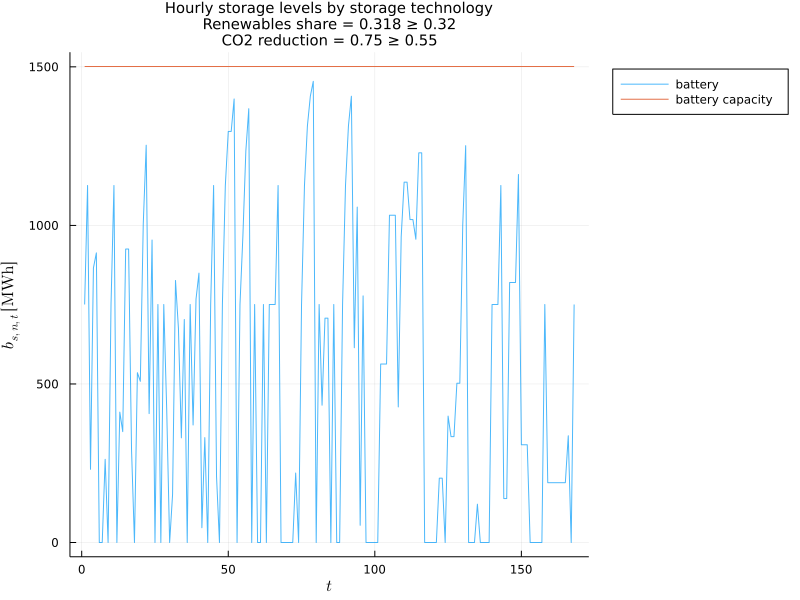 Hourly storage levels by storage technology
Renewables share = 0.318 ≥ 0.32
CO2 reduction = 0.75 ≥ 0.55
1500
1000
500
0
b_{s, n, t} [MWh]
0 50 100 150
t
battery
battery capacity